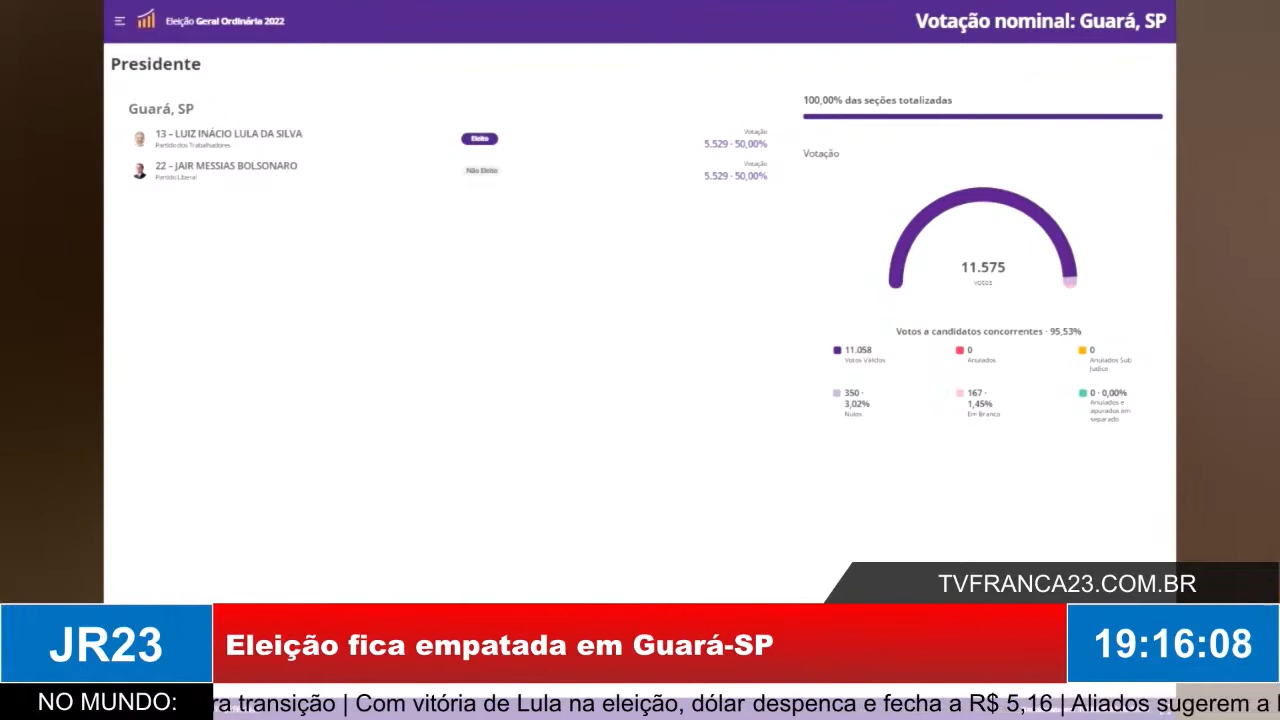 Eleição Geral Ordinária 2022
Votação nominal: Guará, SP
Presidente
Guará, SP
13 – LUIZ INÁCIO LULA DA SILVA
Partido dos Trabalhadores
Eleito
Votação
5.529 · 50,00%
22 – JAIR MESSIAS BOLSONARO
Partido Liberal
Não Eleito
Votação
5.529 · 50,00%
100,00% das seções totalizadas
Votação
11.575
votos
Votos a candidatos concorrentes · 95,53%
11.058
Votos Válidos
0
Anulados
0
Anulados Sub
Judice
350 ·
3,02%
Nulos
167 ·
1,45%
Em Branco
0 · 0,00%
Anulados e
apurados em
separado
TVFRANCA23.COM.BR
JR23
Eleição fica empatada em Guará-SP
19:16:08
NO MUNDO:
ra transição | Com vitória de Lula na eleição, dólar despenca e fecha a R$ 5,16 | Aliados sugerem a